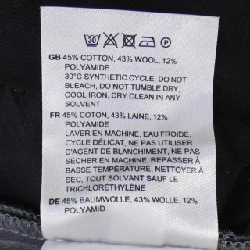 GB 45% COTTON, 43% WOOL, 12%
POLYAMIDE
30°C SYNTHETIC CYCLE. DO NOT
BLEACH, DO NOT TUMBLE DRY,
COOL IRON, DRY CLEAN IN ANY
SOLVENT
FR 45% COTON, 43% LAINE, 12%
POLYAMIDE
LAVER EN MACHINE, EAU FROIDE,
CYCLE DÉLICAT, NE PAS UTILISER
D'AGENT DE BLANCHIMENT, NE PAS
SÉCHER EN MACHINE, REPASSER À
BASSE TEMPÉRATURE, NETTOYER À
SEC, TOUT SOLVANT SAUF LE
TRICHLORETHYLÈNE
DE 45% BAUMWOLLE, 43% WOLLE, 12%
POLYAMID